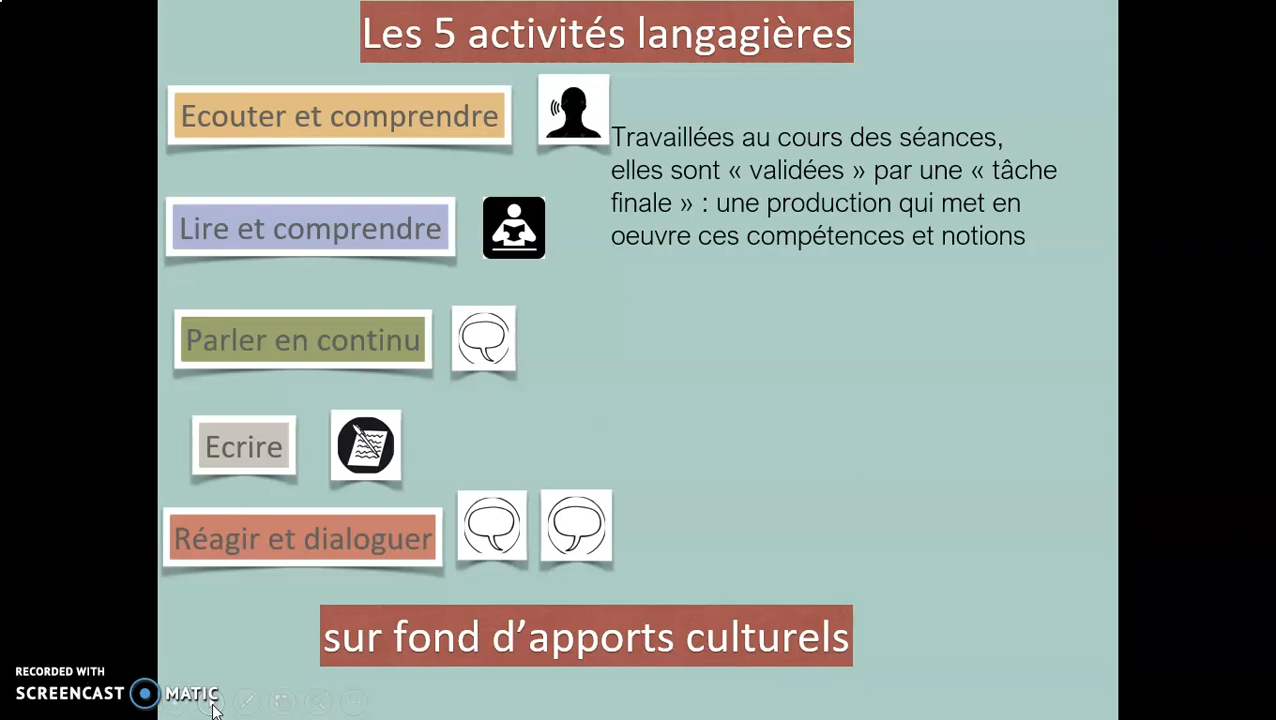 Les 5 activités langagières
Ecouter et comprendre
Travaillées au cours des séances,
elles sont « validées » par une « tâche
finale » : une production qui met en
oeuvre ces compétences et notions
Lire et comprendre
Parler en continu
Ecrire
Réagir et dialoguer
sur fond d’apports culturels
RECORDED WITH
SCREENCAST MATIC